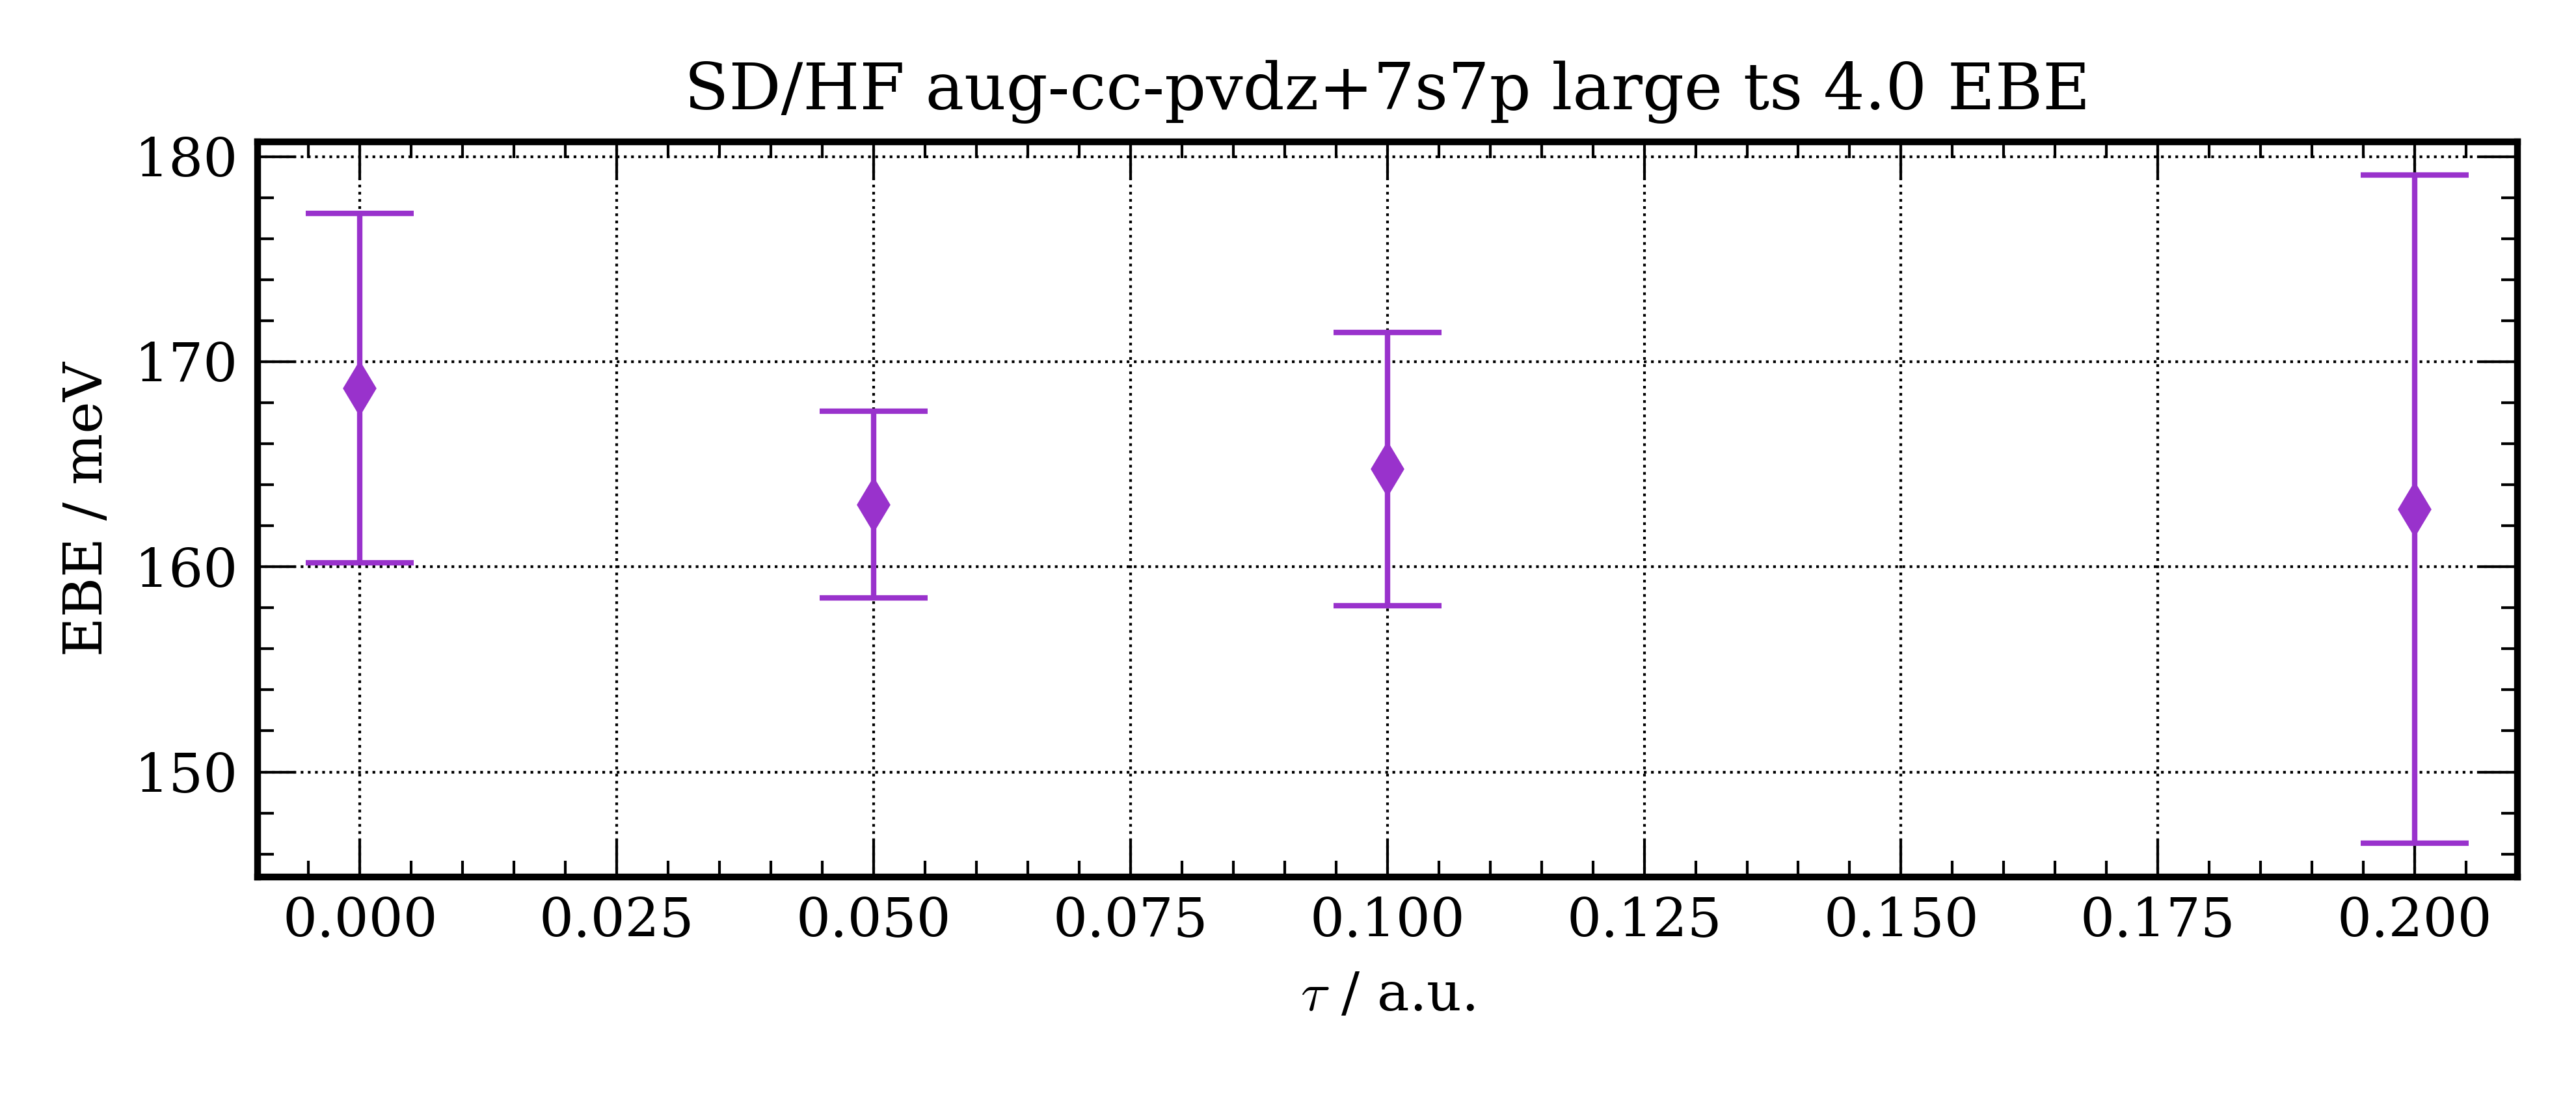 SD/HF aug-cc-pvdz+7s7p large ts 4.0 EBE
180
170
160
150
EBE / meV
0.000 0.025 0.050 0.075 0.100 0.125 0.150 0.175 0.200
τ / a.u.